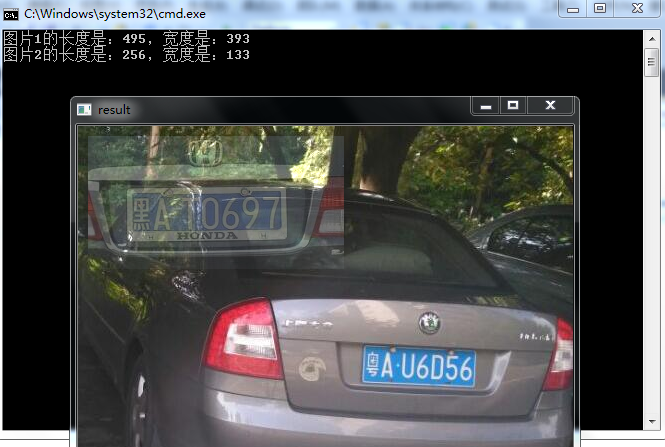 C:\Windows\system32\cmd.exe
图片1的长度是: 495, 宽度是: 393
图片2的长度是: 256, 宽度是: 133
result
黑A·T0697
HONDA
粤A·U6D56